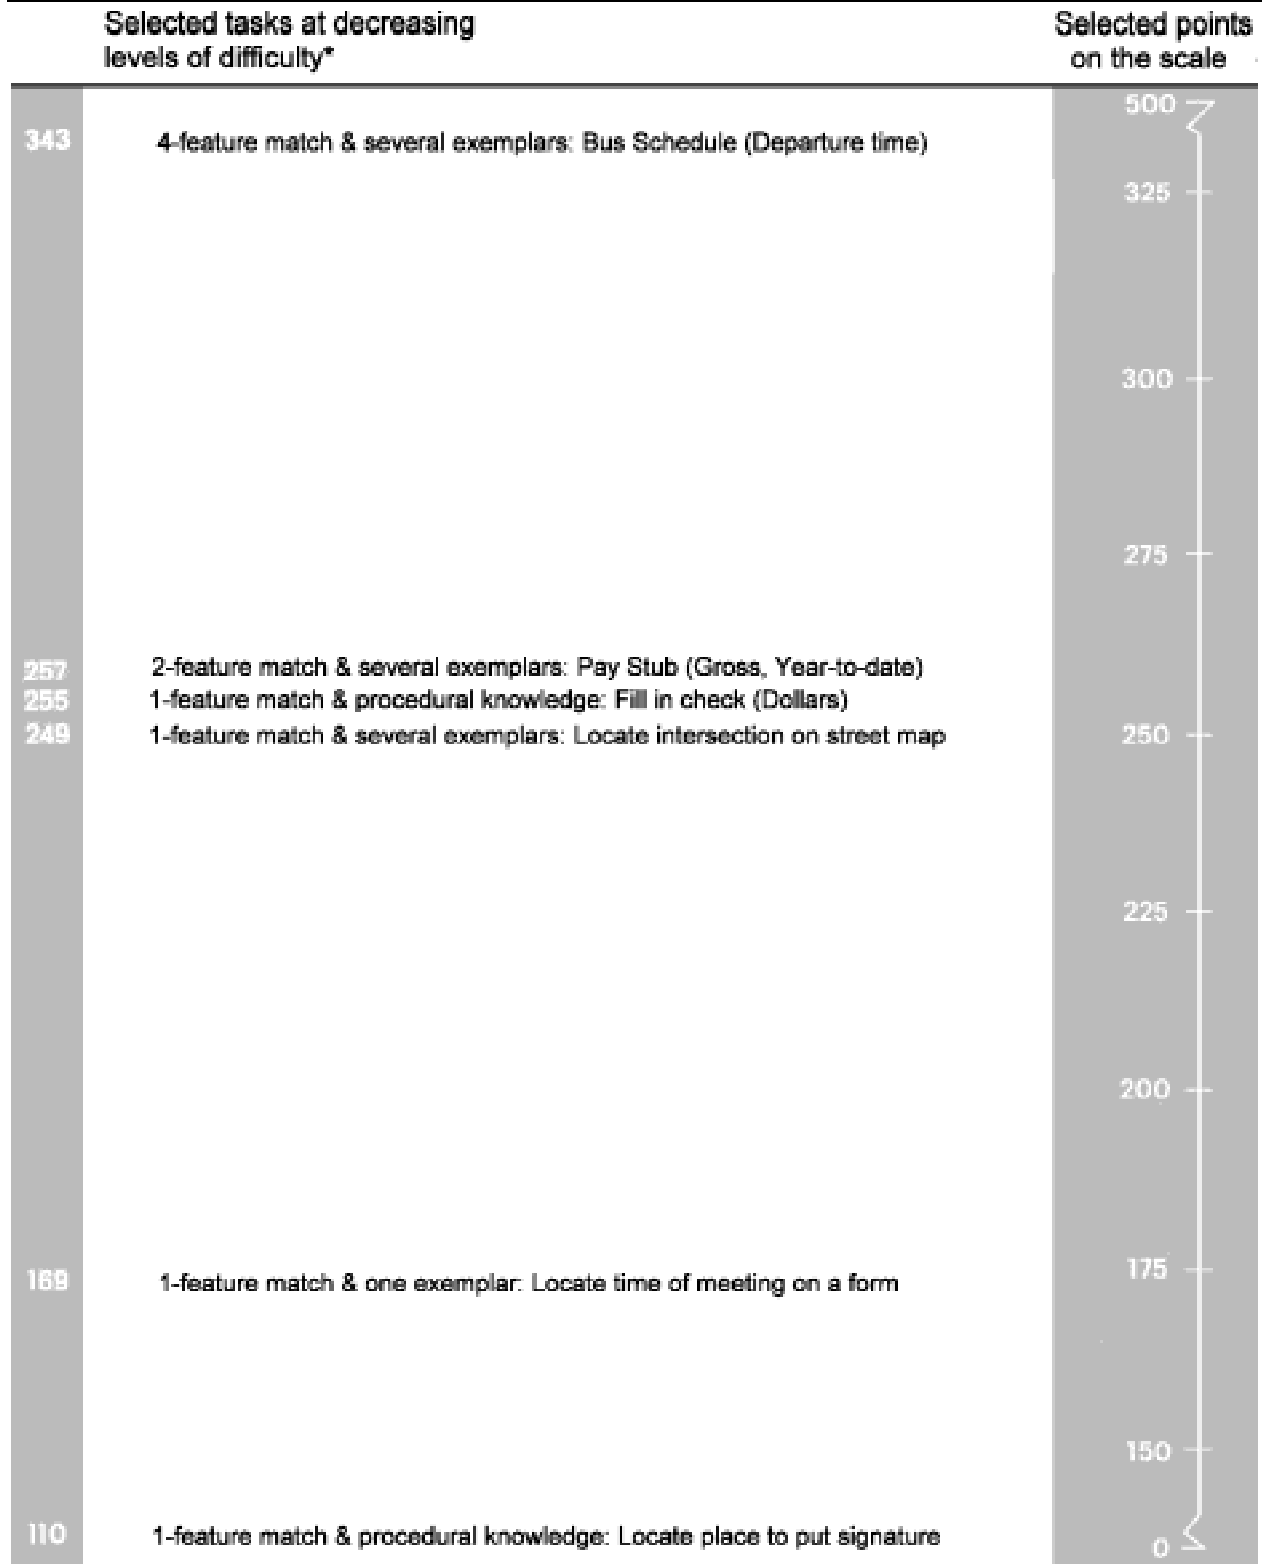 Selected tasks at decreasing
levels of difficulty*
Selected points
on the scale
500
343 4-feature match & several exemplars: Bus Schedule (Departure time)
325
300
275
257 2-feature match & several exemplars: Pay Stub (Gross, Year-to-date)
255 1-feature match & procedural knowledge: Fill in check (Dollars)
249 1-feature match & several exemplars: Locate intersection on street map 250
225
200
169 1-feature match & one exemplar: Locate time of meeting on a form 175
150
110 1-feature match & procedural knowledge: Locate place to put signature
0